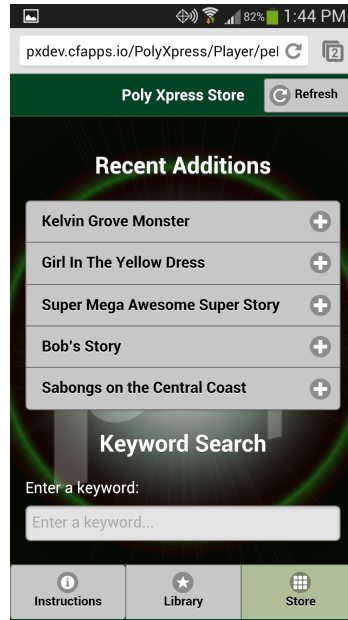 82% 1:44 PM
pxdev.cfapps.io/PolyXpress/Player/pel
2
Poly Xpress Store
Refresh
Recent Additions
Kelvin Grove Monster
Girl In The Yellow Dress
Super Mega Awesome Super Story
Bob's Story
Sabongs on the Central Coast
Keyword Search
Enter a keyword:
Enter a keyword...
Instructions Library Store